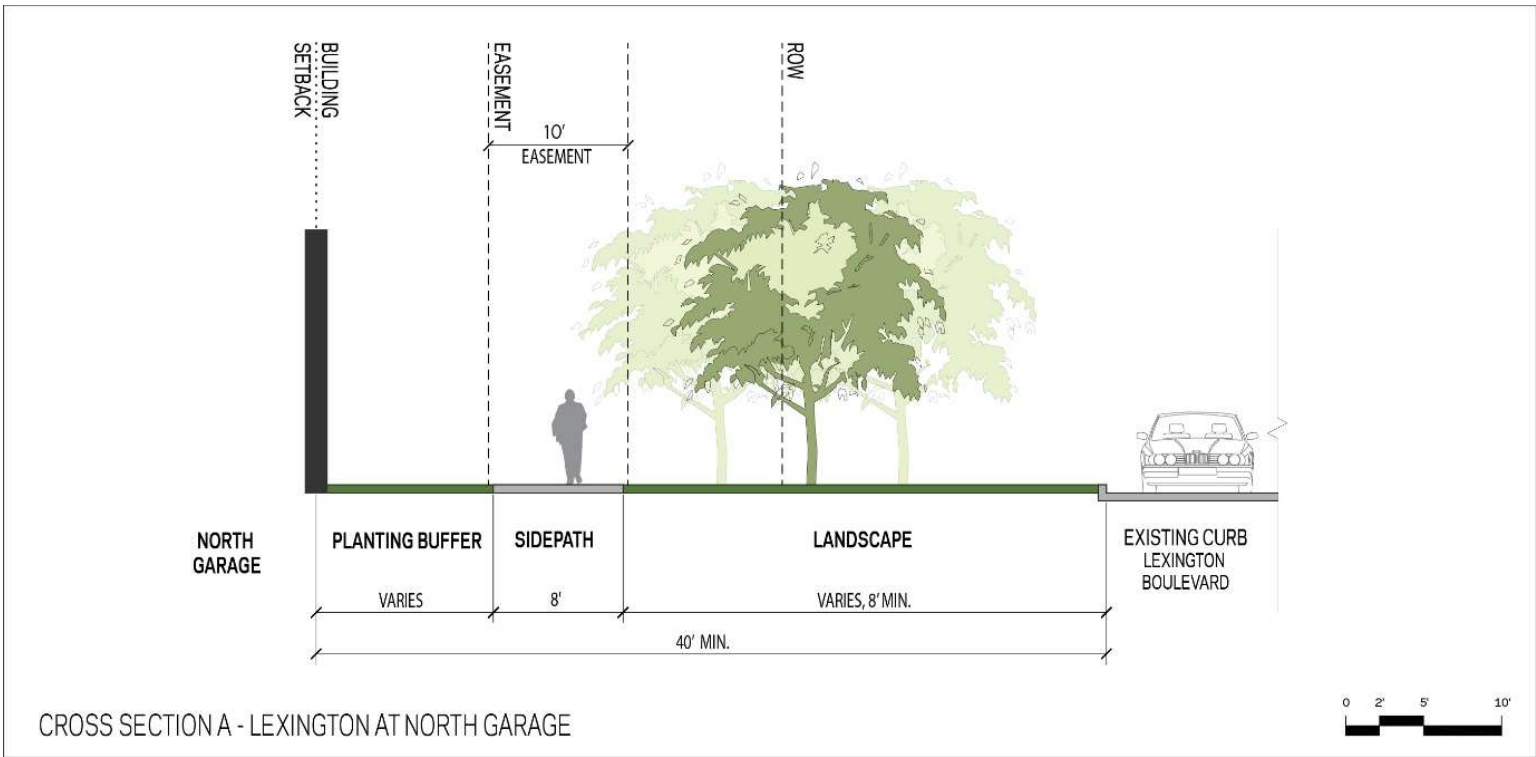 BUILDING
SETBACK
EASEMENT
ROW
10'
EASEMENT
NORTH
GARAGE
PLANTING BUFFER
SIDEPATH
LANDSCAPE
EXISTING CURB
LEXINGTON
BOULEVARD
VARIES
8'
VARIES, 8' MIN.
40' MIN.
CROSS SECTION A - LEXINGTON AT NORTH GARAGE
0 2' 5' 10'